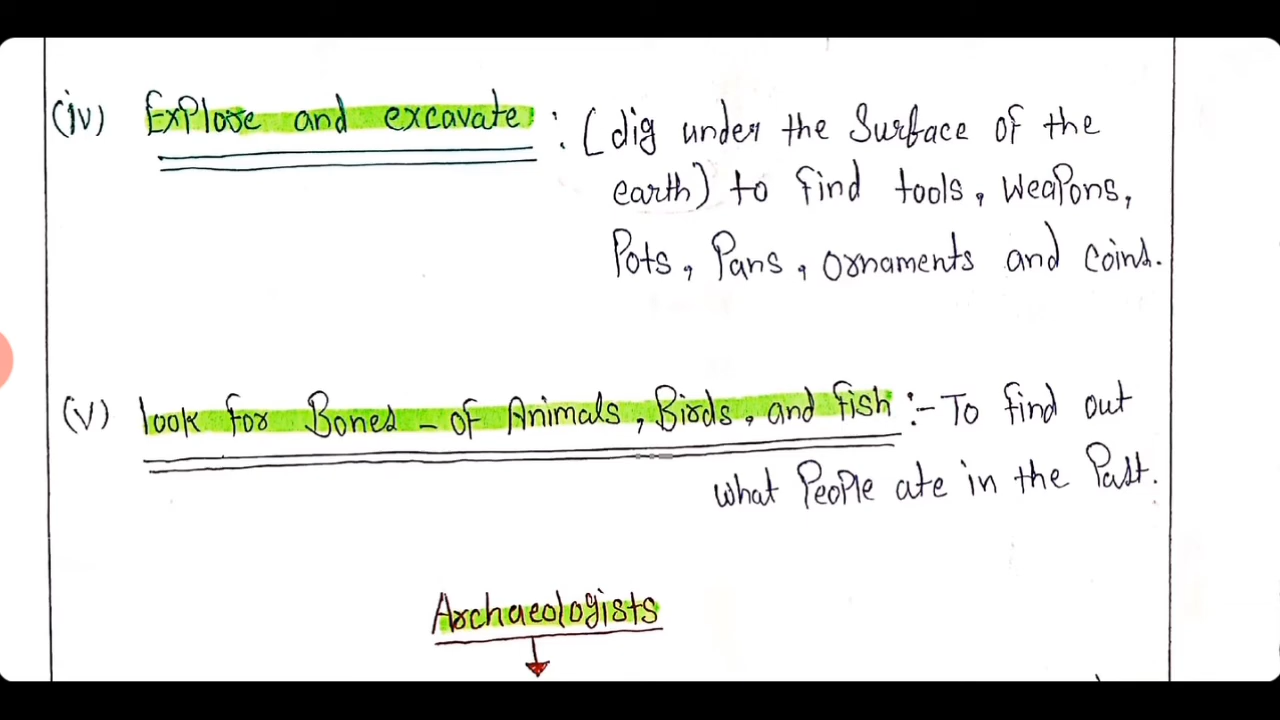 (iv) Explore and excavate : (dig under the Surface of the
earth) to find tools, Weapons,
Pots, Pans, Ornaments and Coins.
(v) look for Bones - of Animals, Birds, and fish :- To find out
what People ate in the Past.
Archaeologists